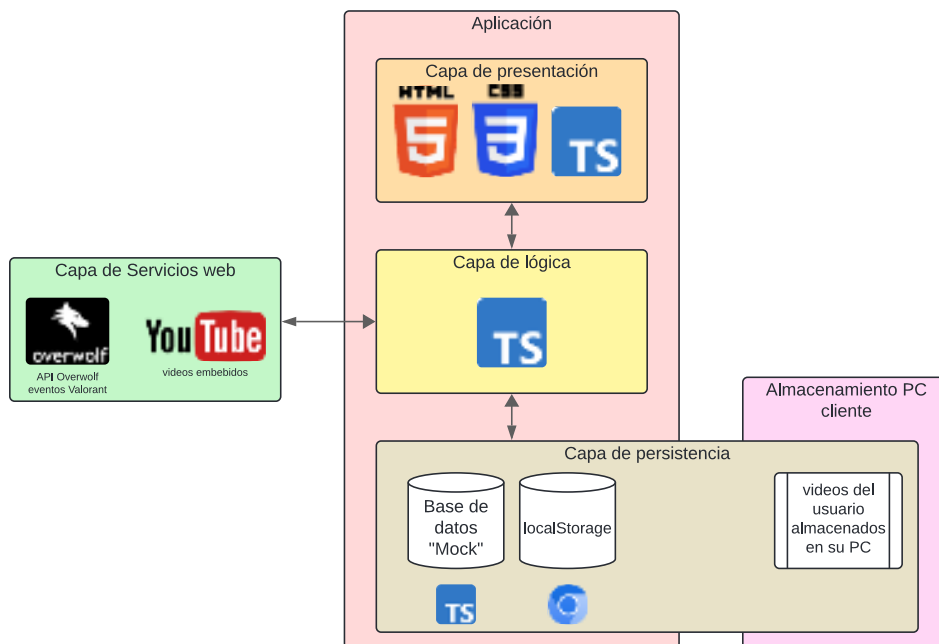 Aplicación
Capa de presentación
HTML
5
CSS
3
TS
Capa de Servicios web
overwolf
API Overwolf
eventos Valorant
YouTube
videos embebidos
Capa de lógica
TS
Almacenamiento PC
cliente
Capa de persistencia
Base de
datos
"Mock"
localStorage
videos del
usuario
almacenados
en su PC
TS